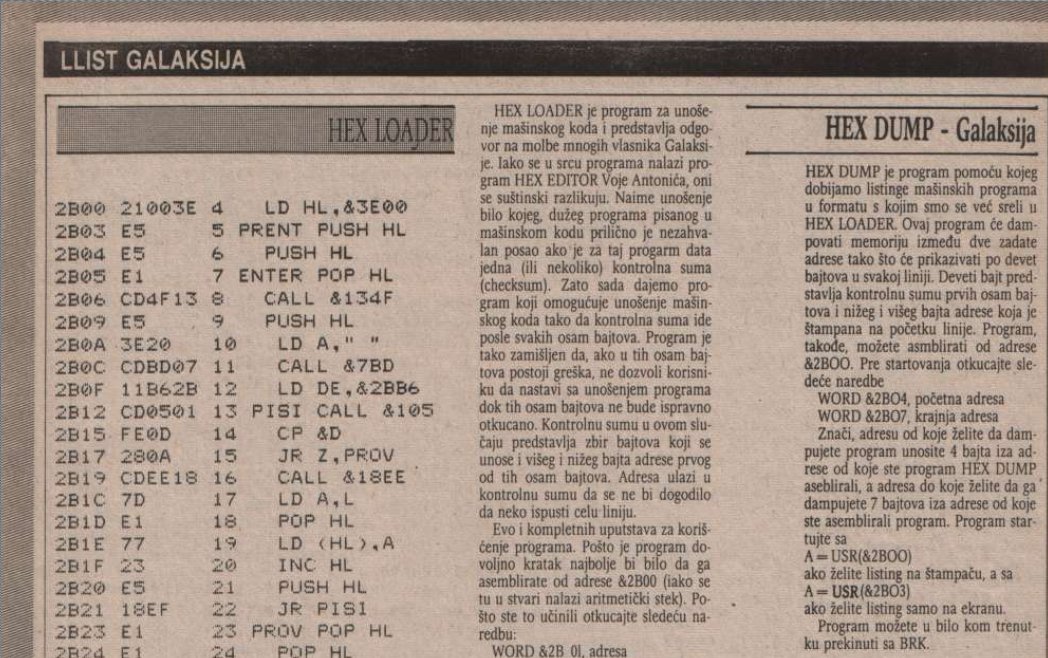 LLIST GALAKSIJA
HEX LOADER
2B00 21003E 4 LD HL,&3E00
2B03 E5 5 PRENT PUSH HL
2B04 E5 6 PUSH HL
2B05 E1 7 ENTER POP HL
2B06 CD4F13 8 CALL &134F
2B09 E5 9 PUSH HL
2B0A 3E20 10 LD A," "
2B0C CDBD07 11 CALL &7BD
2B0F 11B62B 12 LD DE,&2BB6
2B12 CD0501 13 PISI CALL &105
2B15 FE0D 14 CP &D
2B17 280A 15 JR Z,PROV
2B19 CDEE18 16 CALL &18EE
2B1C 7D 17 LD A,L
2B1D E1 18 POP HL
2B1E 77 19 LD (HL),A
2B1F 23 20 INC HL
2B20 E5 21 PUSH HL
2B21 18EF 22 JR PISI
2B23 E1 23 PROV POP HL
2B24 E1 24 POP HL
HEX LOADER je program za unoše-
nje mašinskog koda i predstavlja odgo-
vor na molbe mnogih vlasnika Galaksi-
je. Iako se u srcu programa nalazi pro-
gram HEX EDITOR Voje Antonića, oni
se suštinski razlikuju. Naime unošenje
bilo kojeg, dužeg programa pisanog u
mašinskom kodu prilično je nezahva-
lan posao ako je za taj progarm data
jedna (ili nekoliko) kontrolna suma
(checksum). Zato sada dajemo pro-
gram koji omogućuje unošenje mašin-
skog koda tako da kontrolna suma ide
posle svakih osam bajtova. Program je
tako zamišljen da, ako u tih osam baj-
tova postoji greška, ne dozvoli korisni-
ku da nastavi sa unošenjem programa
dok tih osam bajtova ne bude ispravno
otkucano. Kontrolnu sumu u ovom slu-
čaju predstavlja zbir bajtova koji se
unose i višeg i nižeg bajta adrese prvog
od tih osam bajtova. Adresa ulazi u
kontrolnu sumu da se ne bi dogodilo
da neko ispusti celu liniju.
Evo i kompletnih uputstava za koriš-
ćenje programa. Pošto je program do-
voljno kratak najbolje bi bilo da ga
asemblirate od adrese &2B00 (iako se
tu u stvari nalazi aritmetički stek). Po-
što ste to učinili otkucajte sledeću na-
redbu:
WORD &2B 0J, adresa
HEX DUMP - Galaksija
HEX DUMP je program pomoću kojeg
dobijamo listinge mašinskih programa
u formatu s kojim smo se već sreli u
HEX LOADER. Ovaj program će dam-
povati memoriju između dve zadate
adrese tako što će prikazivati po devet
bajtova u svakoj liniji. Deveti bajt pred-
stavlja kontrolnu sumu prvih osam baj-
tova i nižeg i višeg bajta adrese koja je
štampana na početku linije. Program,
takođe, možete asmblirati od adrese
&2BOO. Pre startovanja otkucajte sle-
deće naredbe
WORD &2BO4, početna adresa
WORD &2BO7, krajnja adresa
Znači, adresu od koje želite da dam-
pujete program unosite 4 bajta iza ad-
rese od koje ste program HEX DUMP
aseblirali, a adresa do koje želite da ga
dampujete 7 bajtova iza adrese od koje
ste asemblirali program. Program star-
tujte sa
A = USR(&2BOO)
ako želite listing na štampaču, a sa
A = USR(&2BO3)
ako želite listing samo na ekranu.
Program možete u bilo kom trenut-
ku prekinuti sa BRK.